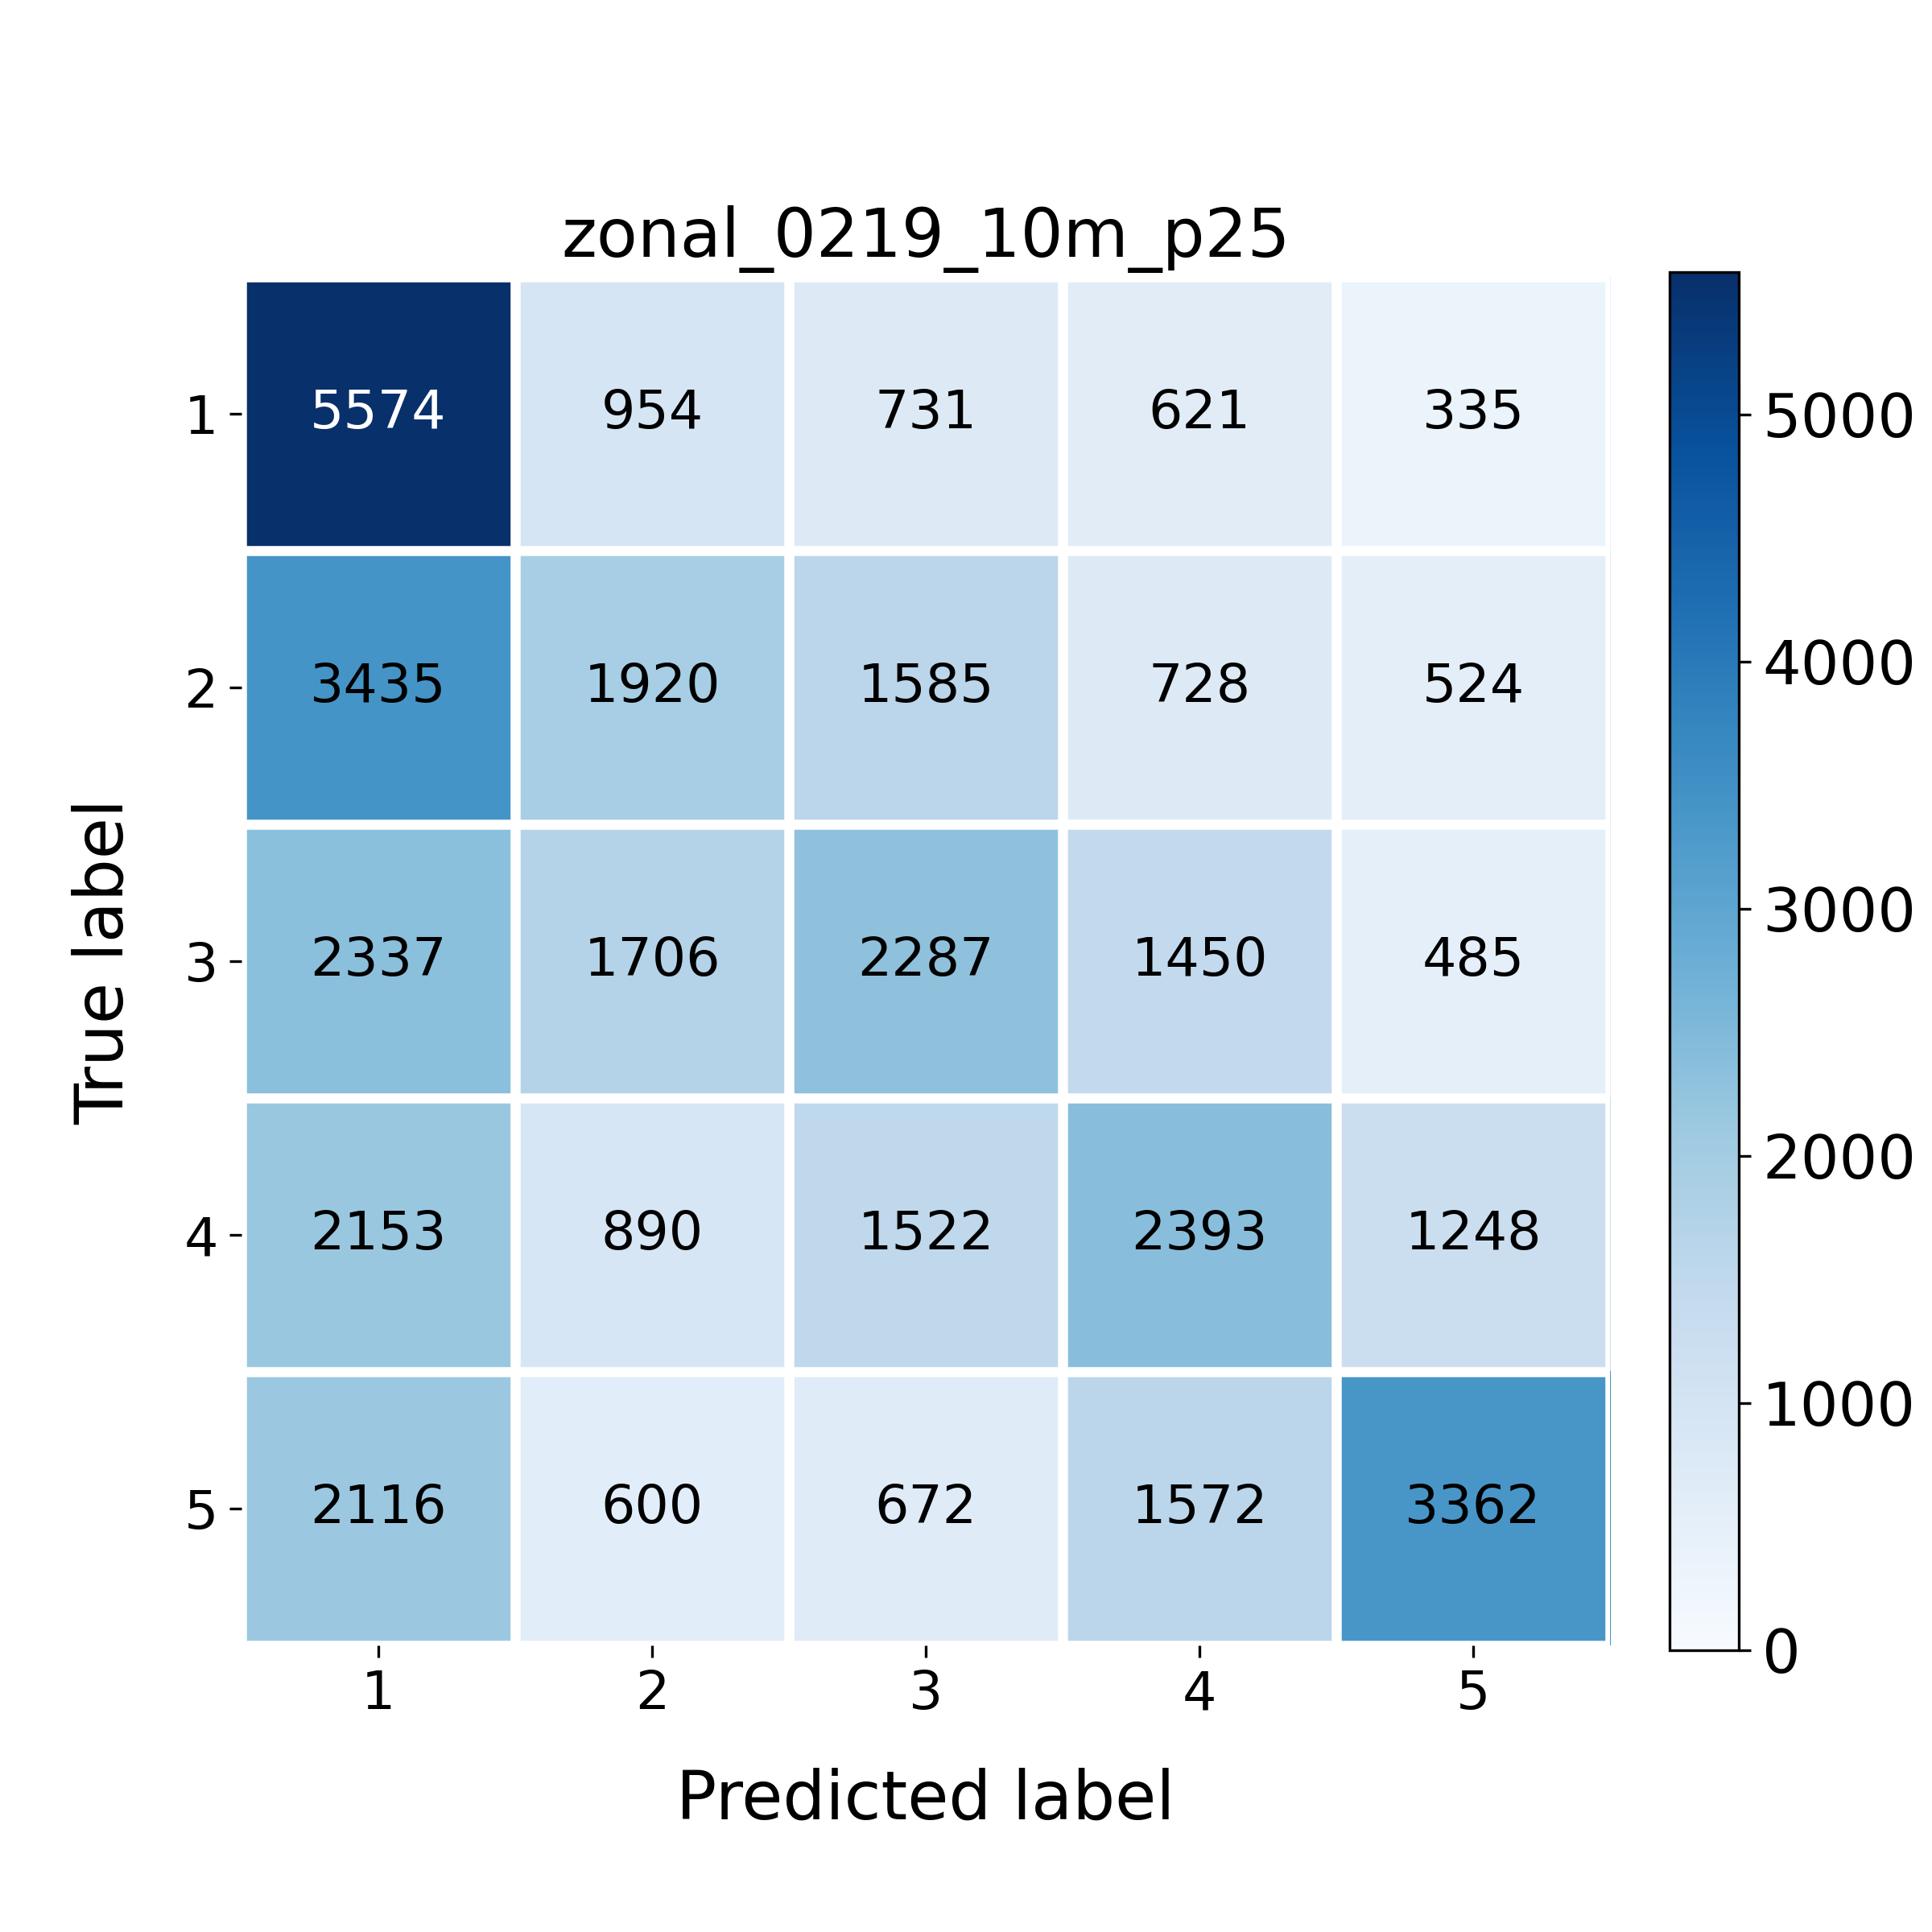 zonal_0219_10m_p25
1 5574 954 731 621 335
2 3435 1920 1585 728 524
3 2337 1706 2287 1450 485
4 2153 890 1522 2393 1248
5 2116 600 672 1572 3362
1 2 3 4 5
True label
Predicted label
5000
4000
3000
2000
1000
0